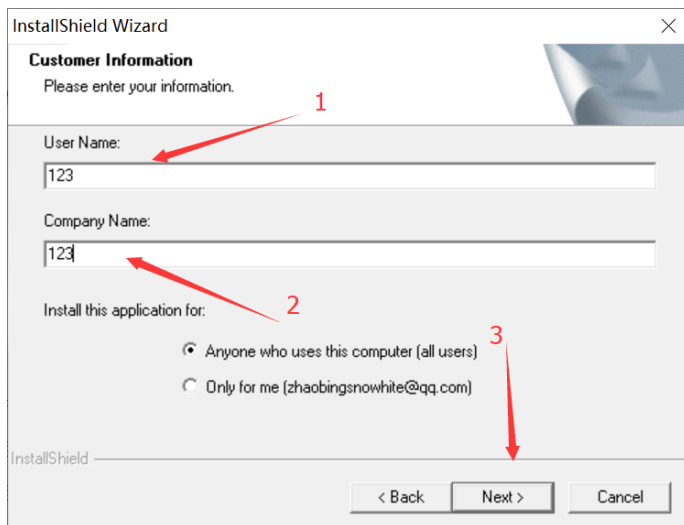 InstallShield Wizard
Customer Information
Please enter your information.
1
User Name:
123
Company Name:
123
2
Install this application for:
3
Anyone who uses this computer (all users)
Only for me (zhaobingsnowhite@qq.com)
InstallShield
< Back Next > Cancel